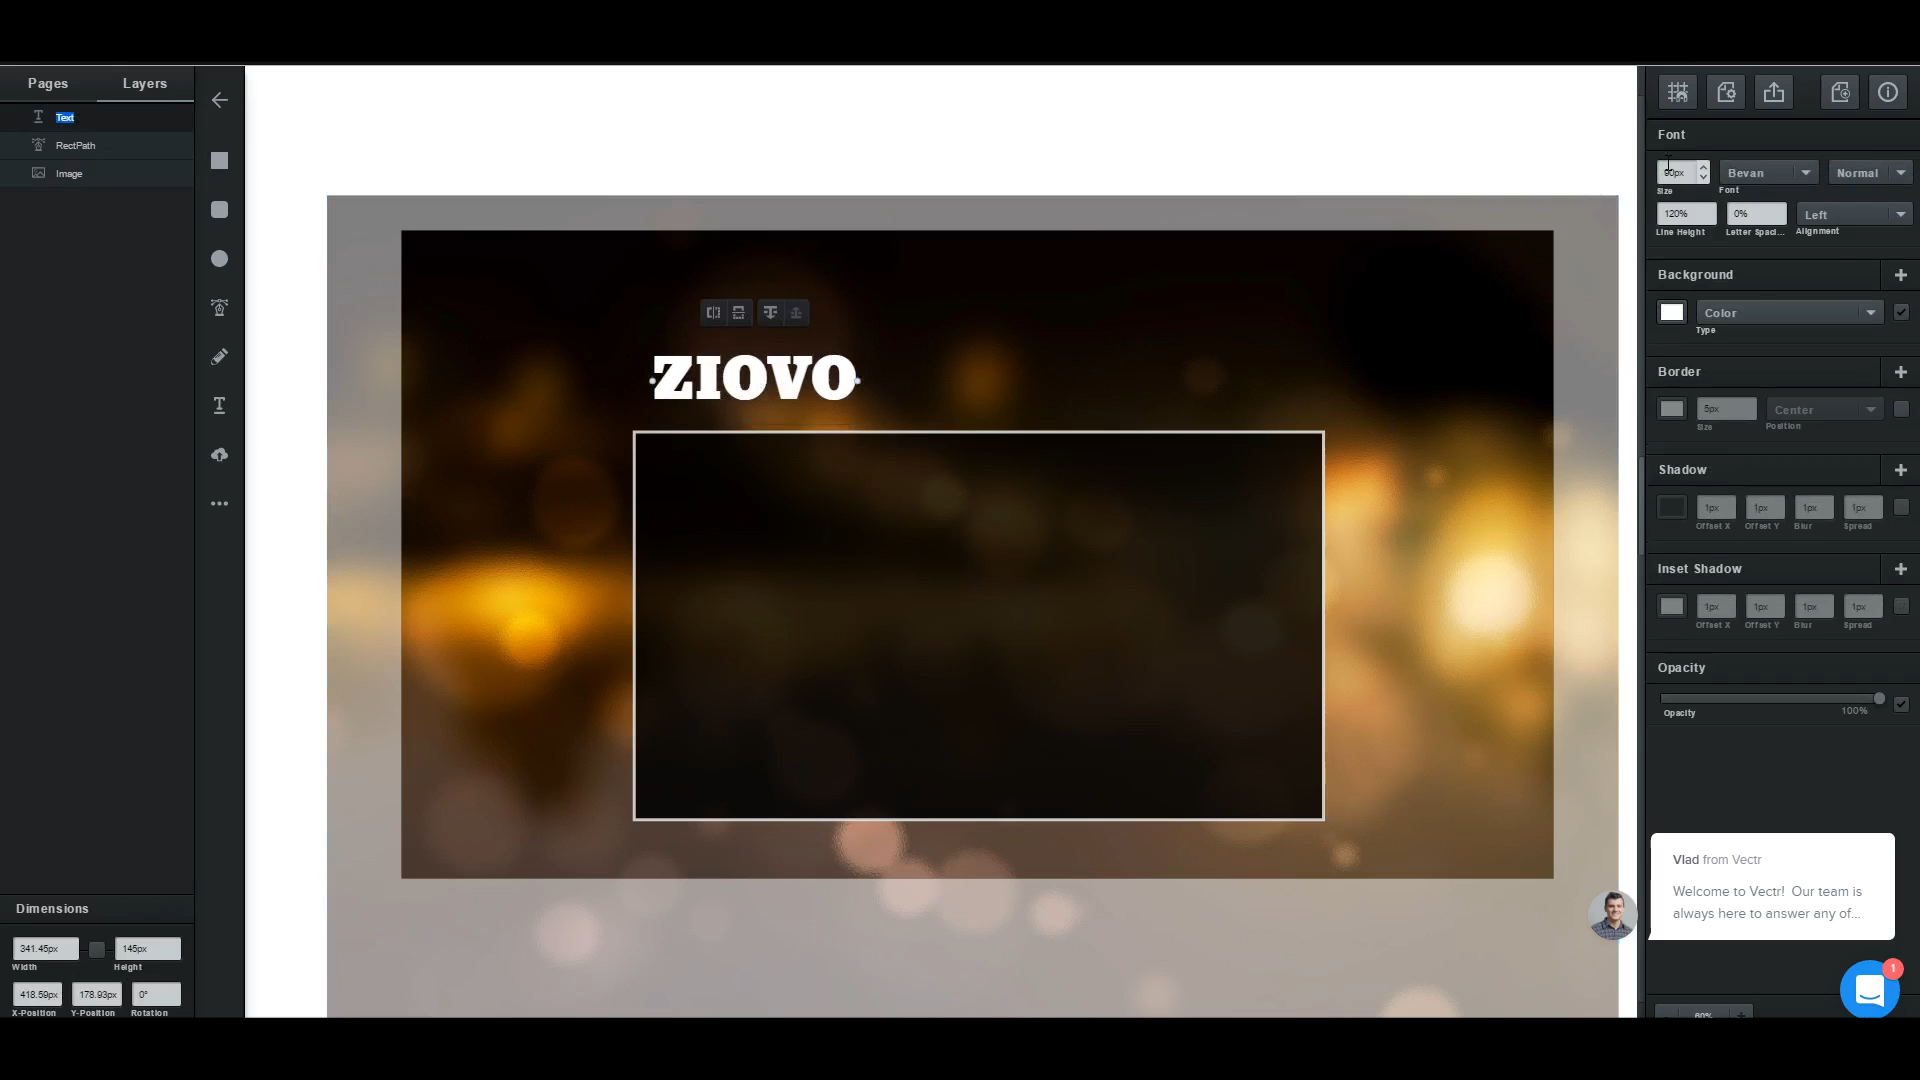 Pages
Layers
Text
RectPath
Image
ZIOVO
Font
90px
Bevan
Normal
Size
Font
120%
0%
Left
Line Height
Letter Spaci...
Alignment
Background
Color
Type
Border
5px
Center
Size
Position
Shadow
1px
1px
1px
1px
Offset X
Offset Y
Blur
Spread
Inset Shadow
1px
1px
1px
1px
Offset X
Offset Y
Blur
Spread
Opacity
Opacity
100%
Vlad from Vectr
Welcome to Vectr! Our team is
always here to answer any of...
1
Dimensions
341.45px
145px
Width
Height
418.59px
178.93px
0°
X-Position
Y-Position
Rotation
60%